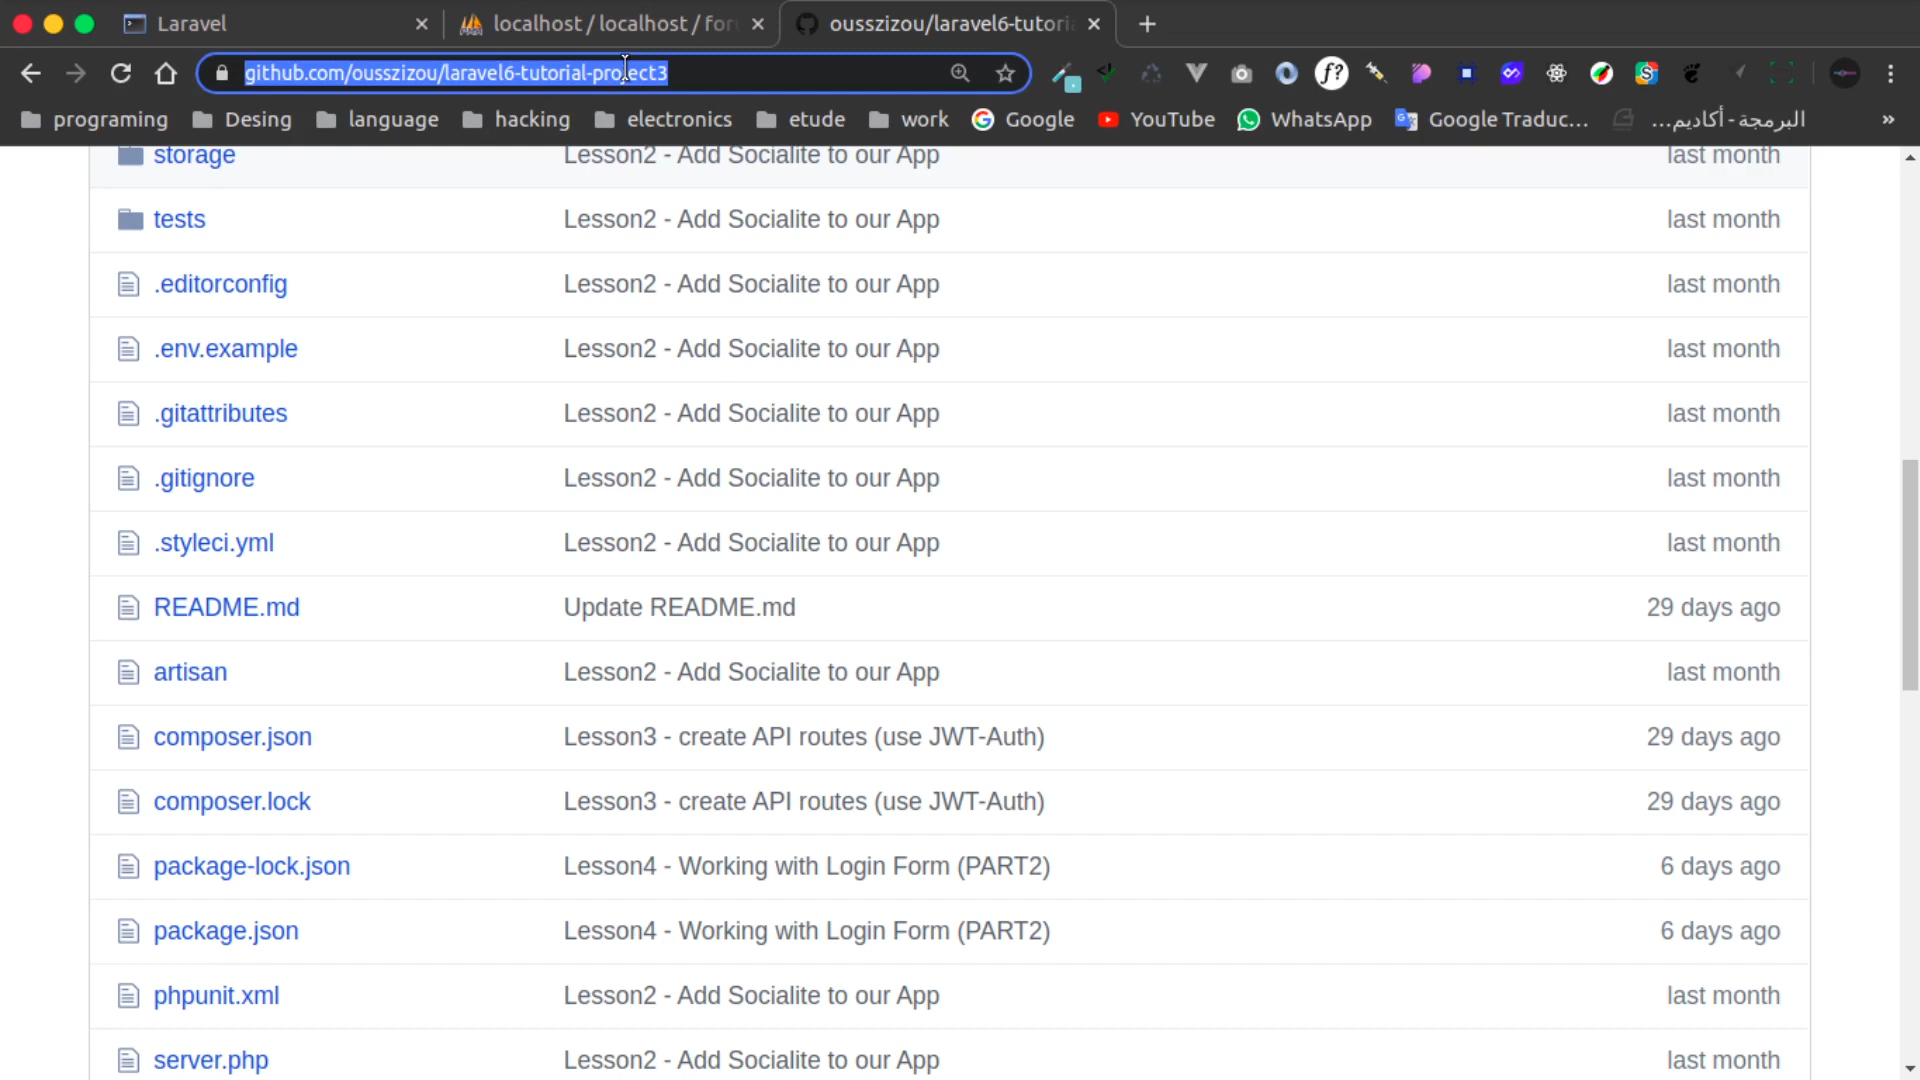 Laravel
localhost / localhost / for
ousszizou/laravel6-tutori
github.com/ousszizou/laravel6-tutorial-project3
f?
programing
Desing
language
hacking
electronics
etude
work
Google
YouTube
WhatsApp
Google Traduc...
البرمجة - أكاديم...
»
storage Lesson2 - Add Socialite to our App last month
tests Lesson2 - Add Socialite to our App last month
.editorconfig Lesson2 - Add Socialite to our App last month
.env.example Lesson2 - Add Socialite to our App last month
.gitattributes Lesson2 - Add Socialite to our App last month
.gitignore Lesson2 - Add Socialite to our App last month
.styleci.yml Lesson2 - Add Socialite to our App last month
README.md Update README.md 29 days ago
artisan Lesson2 - Add Socialite to our App last month
composer.json Lesson3 - create API routes (use JWT-Auth) 29 days ago
composer.lock Lesson3 - create API routes (use JWT-Auth) 29 days ago
package-lock.json Lesson4 - Working with Login Form (PART2) 6 days ago
package.json Lesson4 - Working with Login Form (PART2) 6 days ago
phpunit.xml Lesson2 - Add Socialite to our App last month
server.php Lesson2 - Add Socialite to our App last month